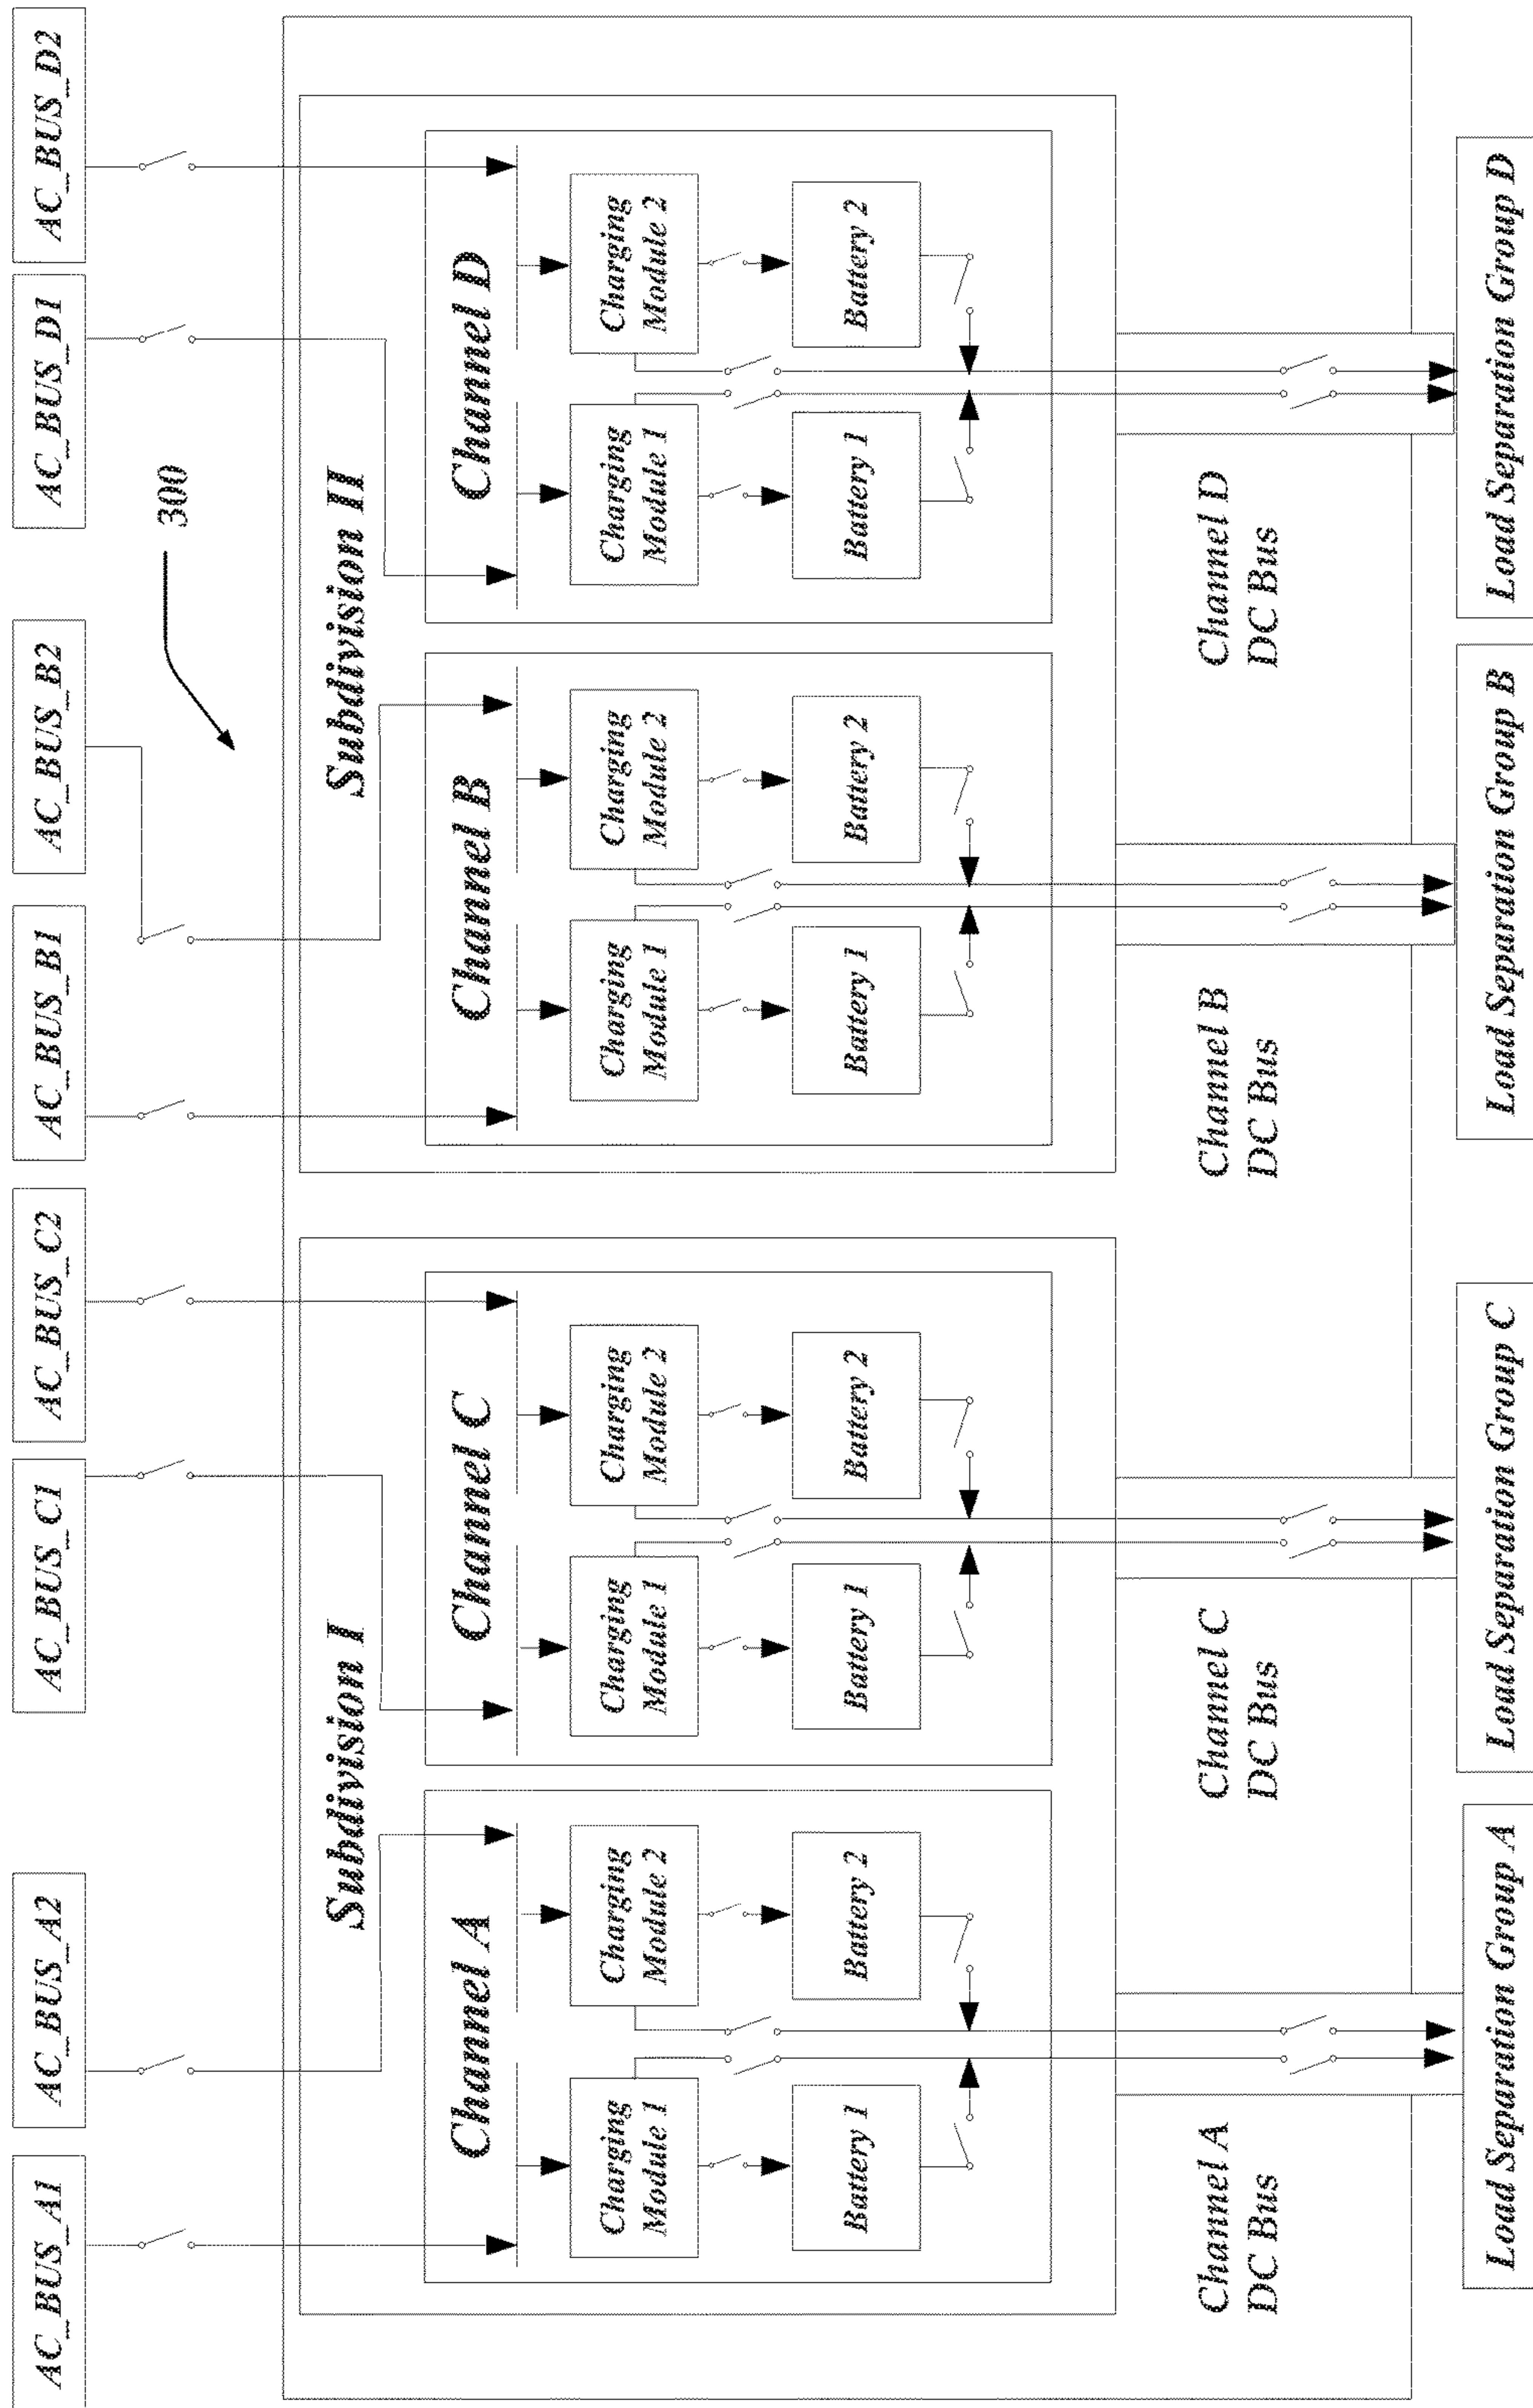 AC_BUS_A1
AC_BUS_A2
AC_BUS_C1
AC_BUS_C2
AC_BUS_B1
AC_BUS_B2
AC_BUS_D1
AC_BUS_D2
300
Subdivision I
Subdivision II
Channel A
Channel C
Channel B
Channel D
Charging
Module 1
Charging
Module 2
Charging
Module 1
Charging
Module 2
Charging
Module 1
Charging
Module 2
Charging
Module 1
Charging
Module 2
Battery 1
Battery 2
Battery 1
Battery 2
Battery 1
Battery 2
Battery 1
Battery 2
Channel A
DC Bus
Channel C
DC Bus
Channel B
DC Bus
Channel D
DC Bus
Load Separation Group A
Load Separation Group C
Load Separation Group B
Load Separation Group D